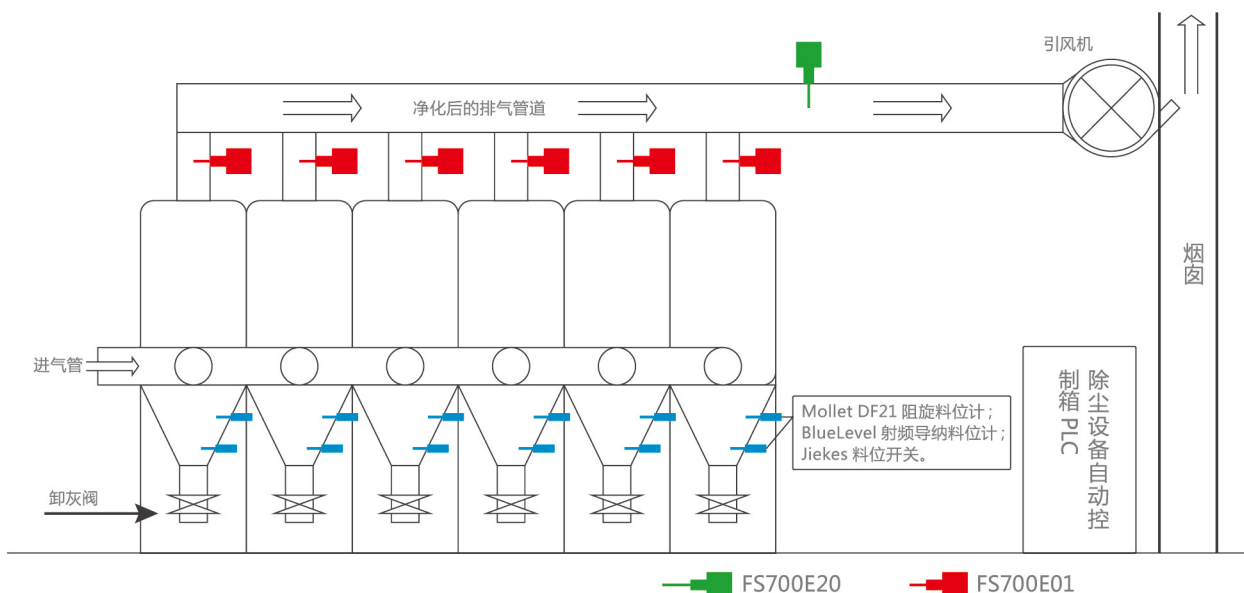 引风机
净化后的排气管道
烟囱
进气管
Mollet DF21 阻旋料位计；
BlueLevel 射频导纳料位计；
Jiekes 料位开关。
除尘设备自动控
制箱 PLC
卸灰阀
FS700E20
FS700E01